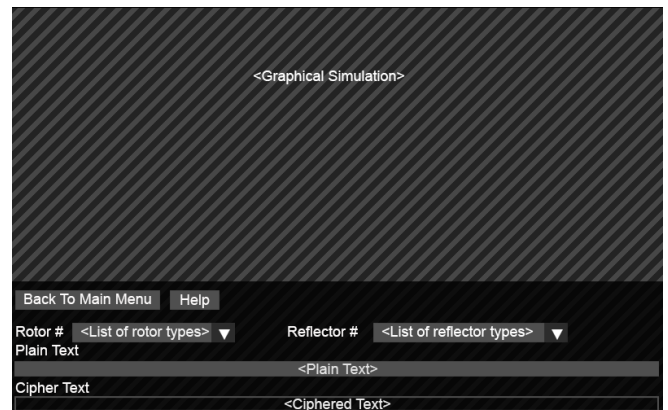 <Graphical Simulation>
Back To Main Menu Help
Rotor # <List of rotor types> ▼ Reflector # <List of reflector types> ▼
Plain Text
<Plain Text>
Cipher Text
<Ciphered Text>